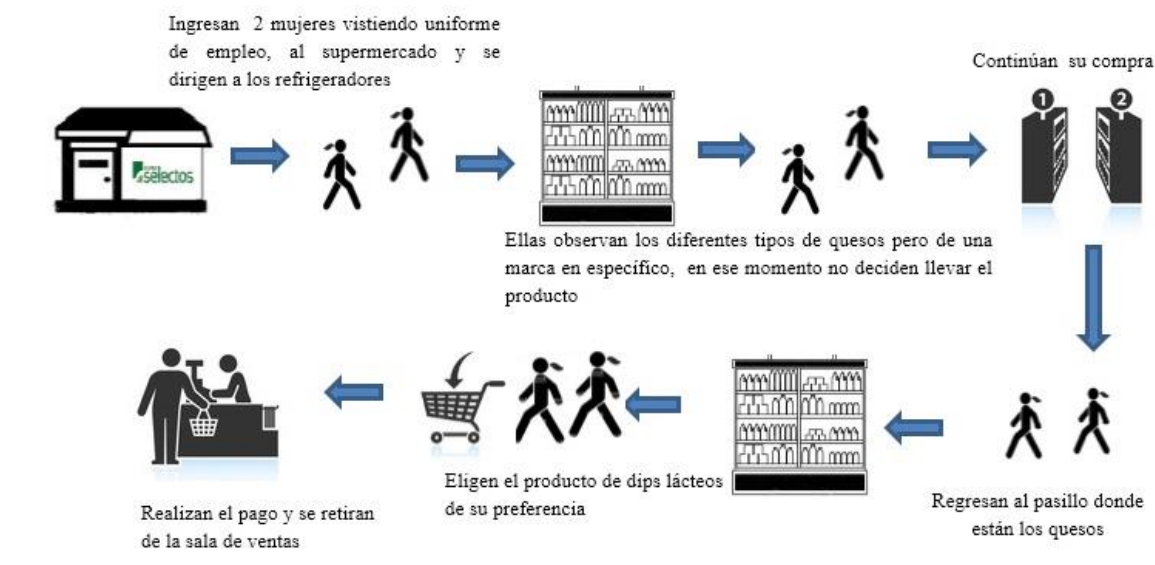 Ingresan 2 mujeres vistiendo uniforme
de empleo, al supermercado y se
dirigen a los refrigeradores
Continúan su compra
selectos
1
2
Ellas observan los diferentes tipos de quesos pero de una
marca en específico, en ese momento no deciden llevar el
producto
Regresan al pasillo donde
están los quesos
Eligen el producto de dips lácteos
de su preferencia
Realizan el pago y se retiran
de la sala de ventas